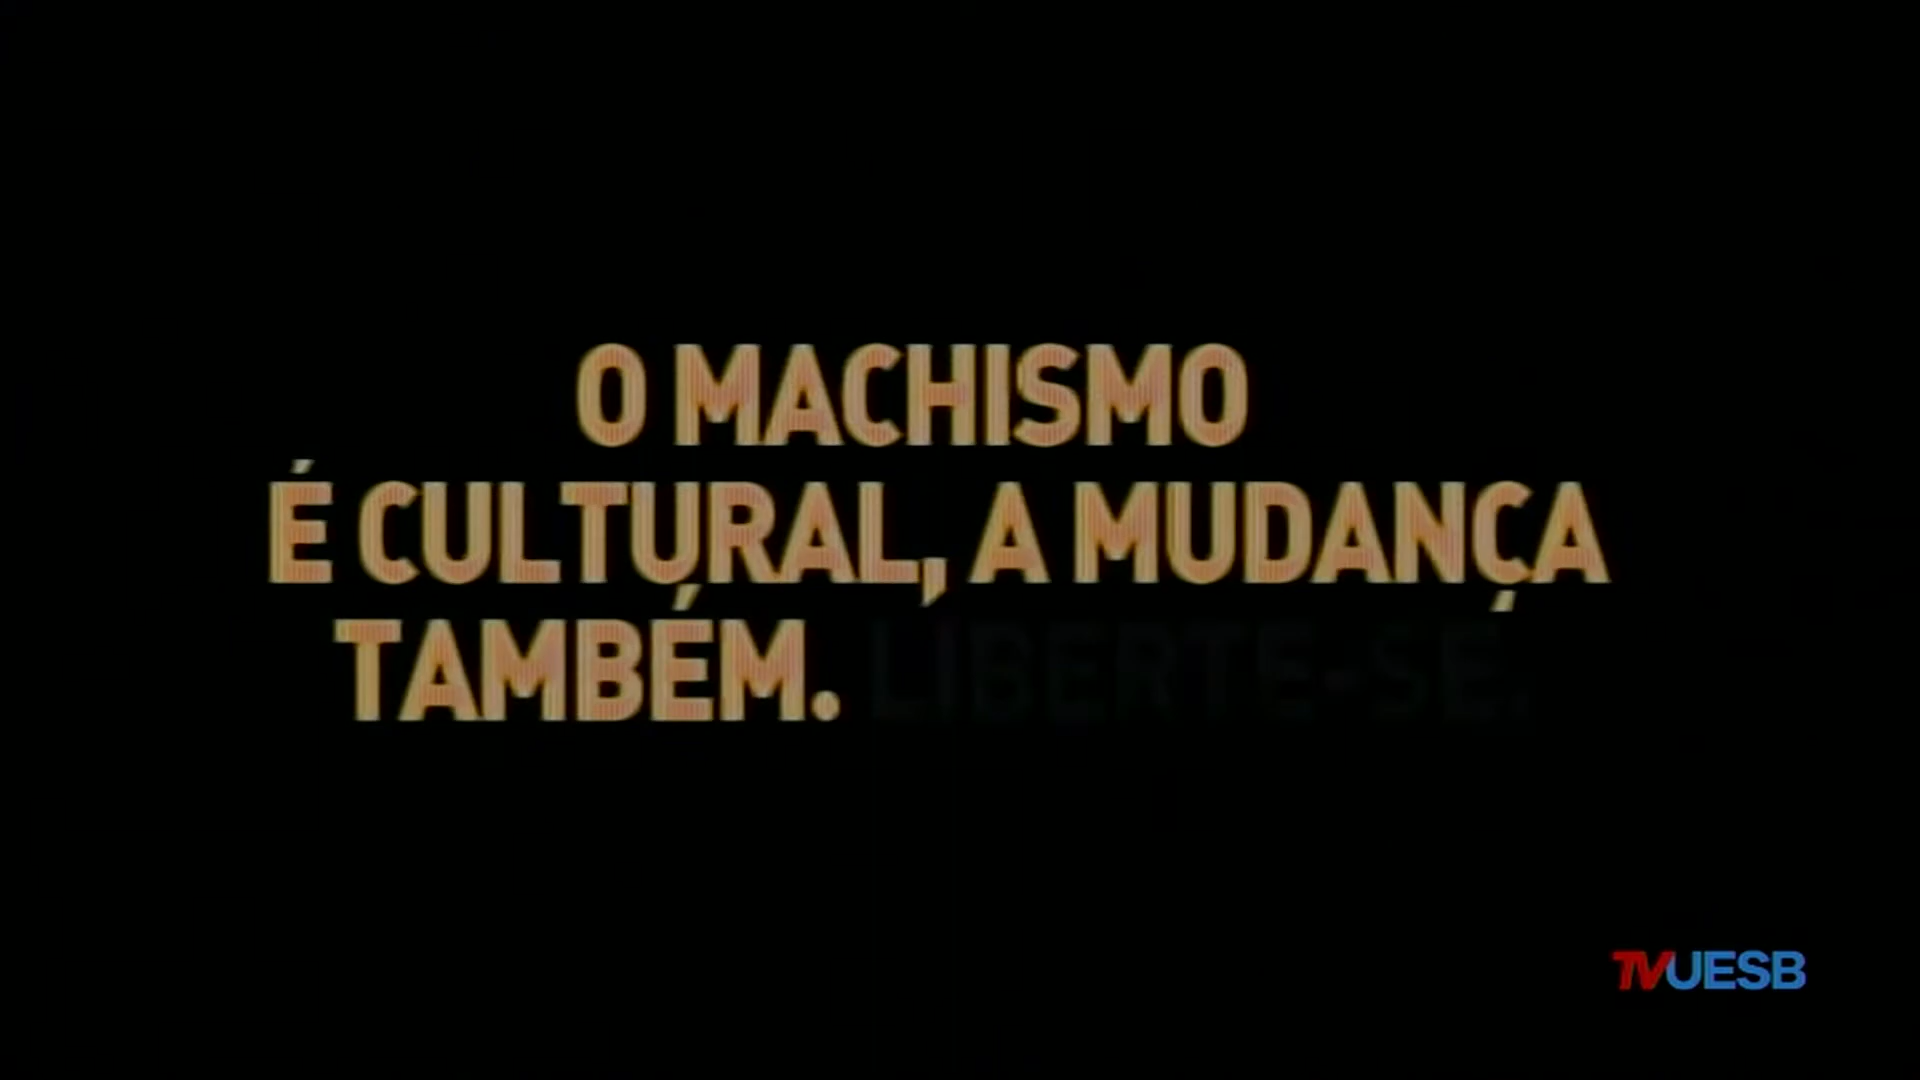 O MACHISMO
É CULTURAL, A MUDANÇA
TAMBÉM. LIBERTE-SE.
TVUESB